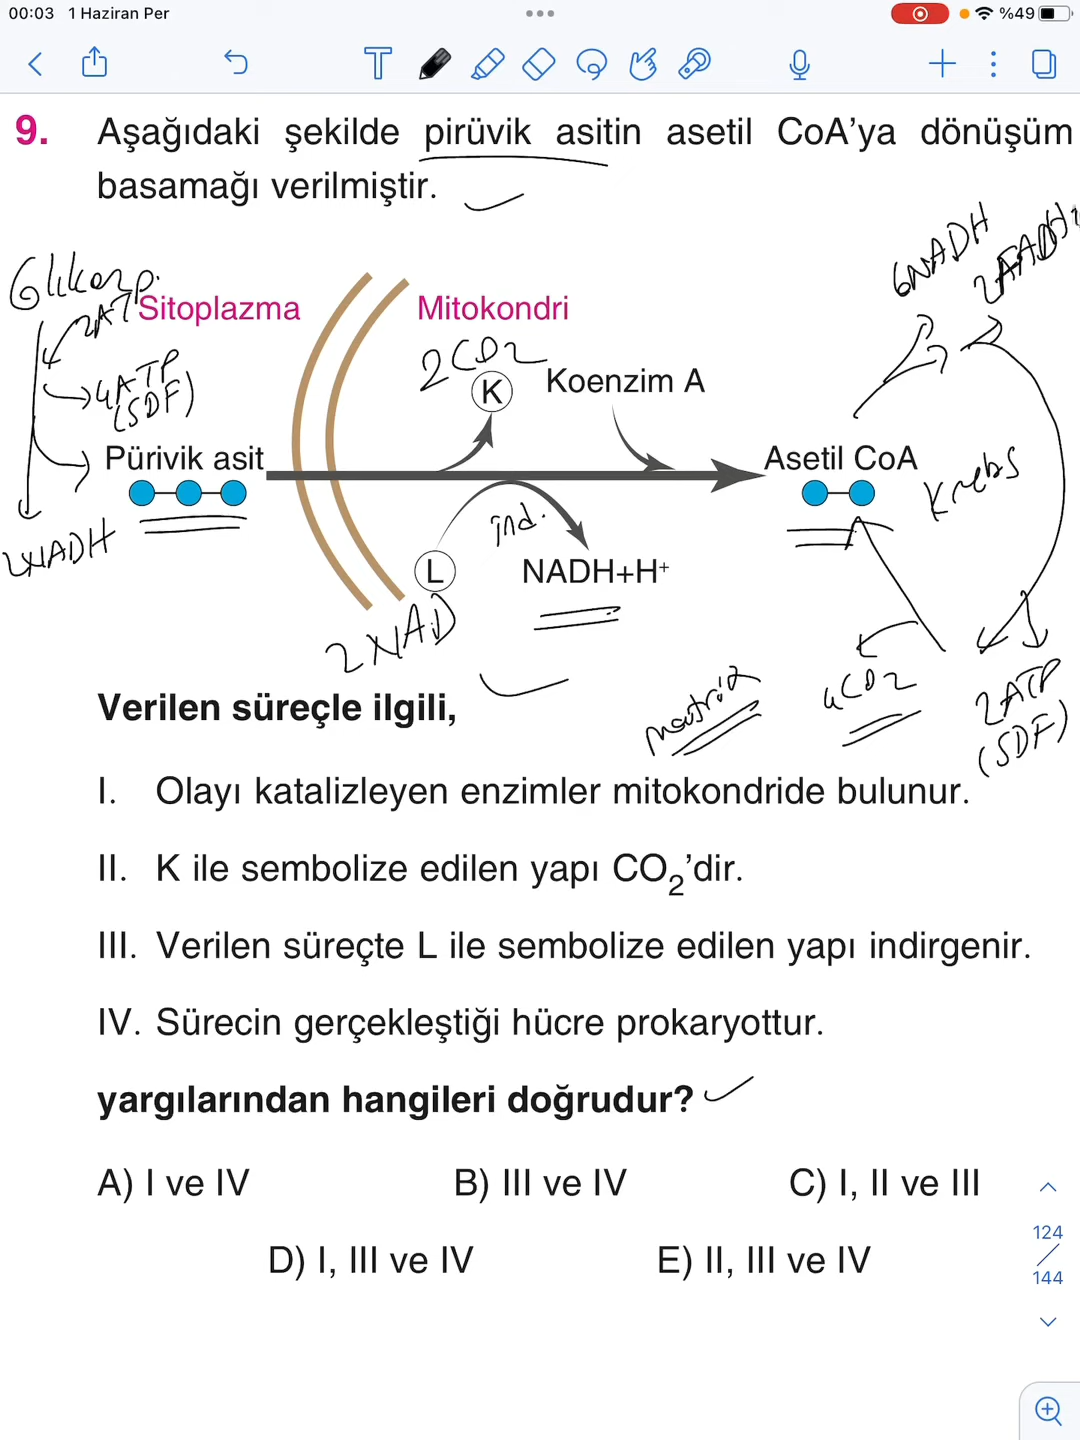 00:03 1 Haziran Per
%49
T
9. Aşağıdaki şekilde pirüvik asitin asetil CoA'ya dönüşüm
basamağı verilmiştir.
6NADH
2FADH
2ATP
Sitoplazma
Mitokondri
4ATP
(SDF)
2CO2
K
Koenzim A
Pürivik asit
Asetil CoA
Krebs
ind.
2NADH
L
NADH+H+
2NAD
matrix
4CO2
2ATP
(SDF)
Verilen süreçle ilgili,
I. Olayı katalizleyen enzimler mitokondride bulunur.
II. K ile sembolize edilen yapı CO₂'dir.
III. Verilen süreçte L ile sembolize edilen yapı indirgenir.
IV. Sürecin gerçekleştiği hücre prokaryottur.
yargılarından hangileri doğrudur?
A) I ve IV B) III ve IV C) I, II ve III
D) I, III ve IV E) II, III ve IV
124
144